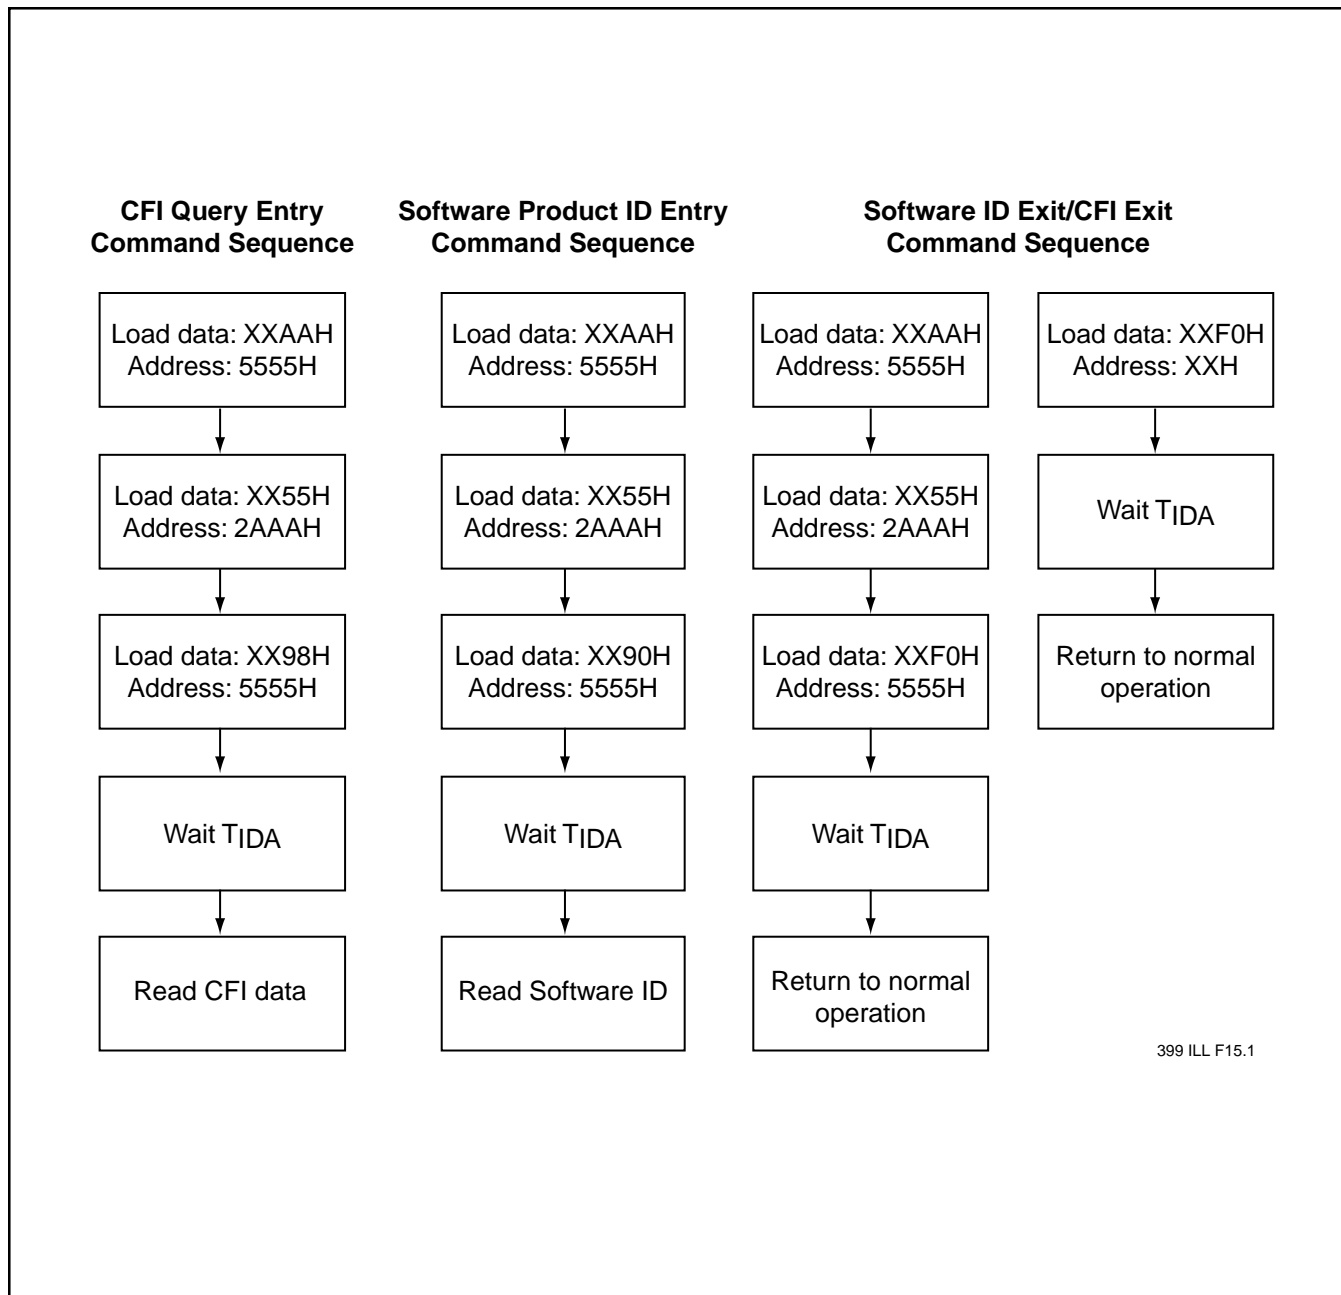 CFI Query Entry
Command Sequence
Load data: XXAAH
Address: 5555H
Load data: XX55H
Address: 2AAAH
Load data: XX98H
Address: 5555H
Wait TIDA
Read CFI data
Software Product ID Entry
Command Sequence
Load data: XXAAH
Address: 5555H
Load data: XX55H
Address: 2AAAH
Load data: XX90H
Address: 5555H
Wait TIDA
Read Software ID
Software ID Exit/CFI Exit
Command Sequence
Load data: XXAAH
Address: 5555H
Load data: XX55H
Address: 2AAAH
Load data: XXF0H
Address: 5555H
Wait TIDA
Return to normal
operation
Load data: XXF0H
Address: XXH
Wait TIDA
Return to normal
operation
399 ILL F15.1